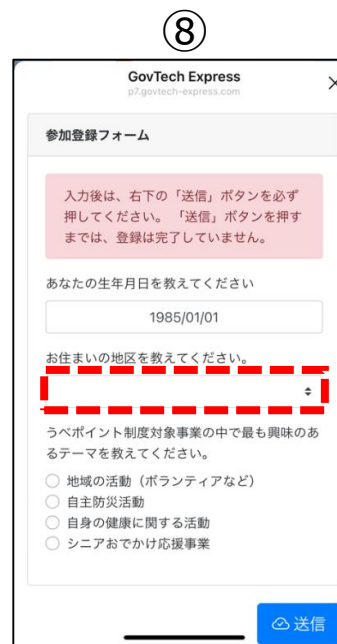 ⑧
GovTech Express
p7.govtech-express.com
参加登録フォーム
入力後は、右下の「送信」ボタンを必ず
押してください。 「送信」ボタンを押す
までは、登録は完了していません。
あなたの生年月日を教えてください
1985/01/01
お住まいの地区を教えてください。
うべポイント制度対象事業の中で最も興味のあ
るテーマを教えてください。
地域の活動（ボランティアなど）
自主防災活動
自身の健康に関する活動
シニアおでかけ応援事業
送信